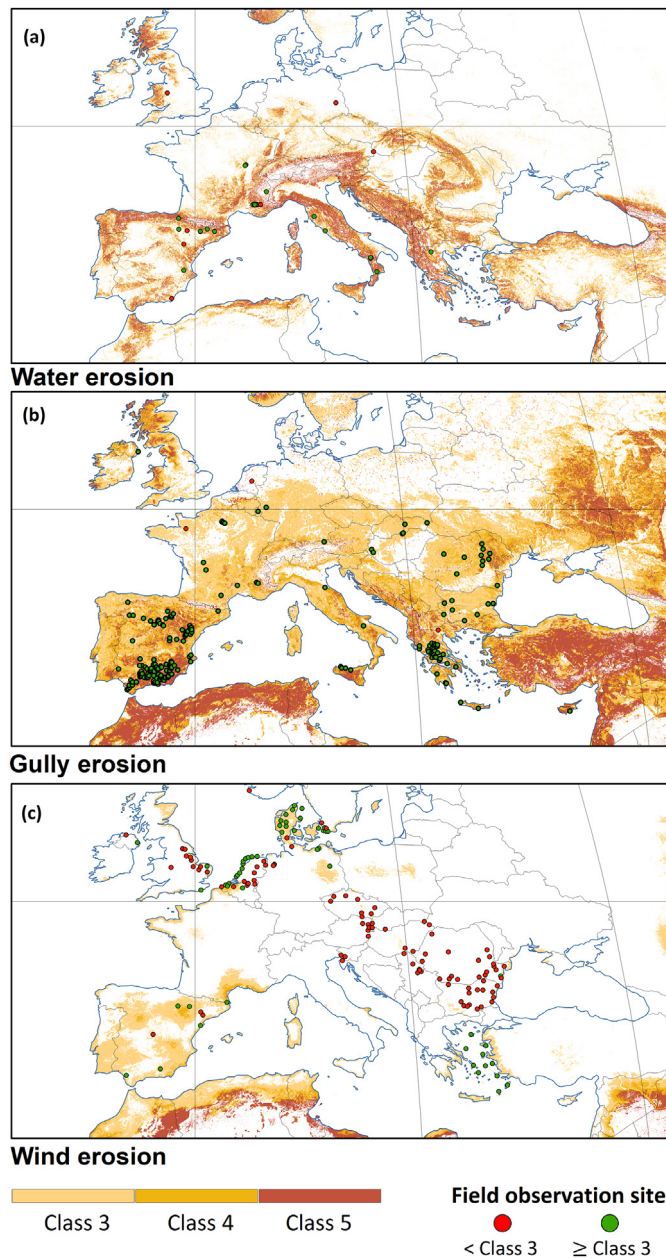 (a)
Water erosion
(b)
Gully erosion
(c)
Wind erosion
Class 3
Class 4
Class 5
Field observation site
< Class 3
≥ Class 3